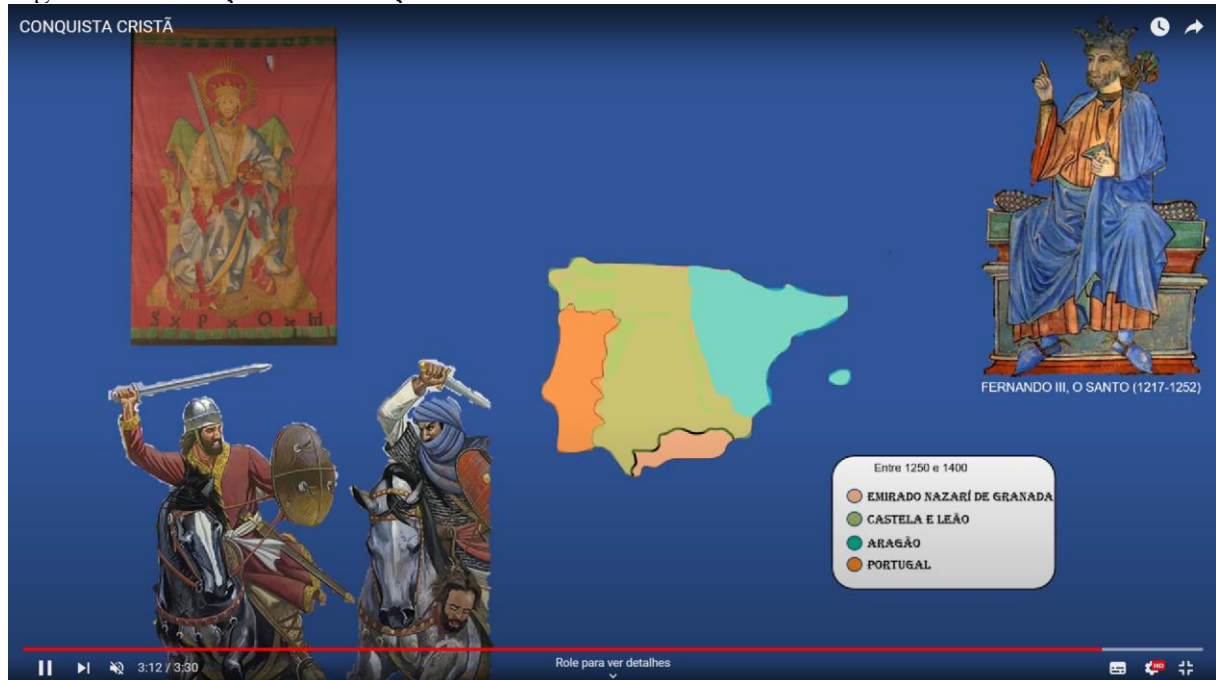 CONQUISTA CRISTÃ
S P Q H
FERNANDO III, O SANTO (1217-1252)
Entre 1250 e 1400
EMIRADO NAZARÍ DE GRANADA
CASTELA E LEÃO
ARAGÃO
PORTUGAL
3:12 / 3:30
Role para ver detalhes
HD